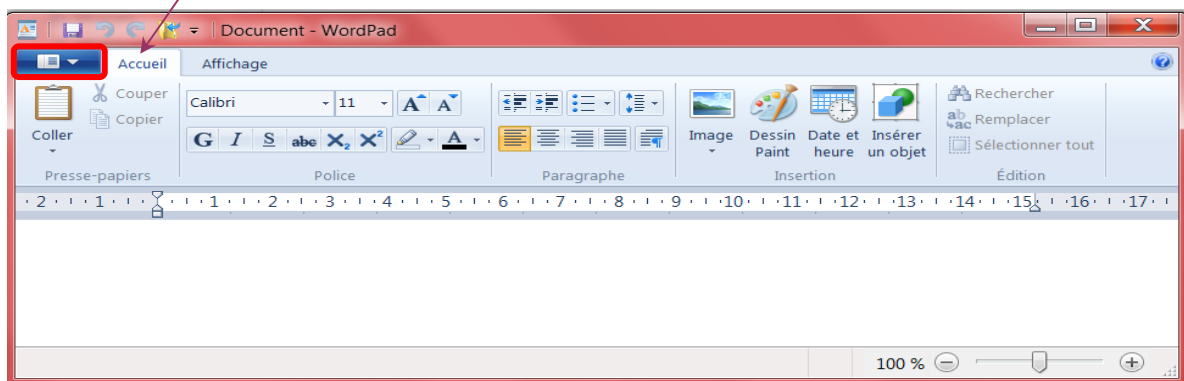 Document - WordPad
Accueil Affichage
Couper
Copier
Coller
Presse-papiers
Calibri 11 A A
G I S abc X₂ X² A
Police
Paragraphe
Image Dessin Paint Date et heure Insérer un objet
Insertion
Rechercher
Remplacer
Sélectionner tout
Édition
2 1 1 2 3 4 5 6 7 8 9 10 11 12 13 14 15 16 17
100 %